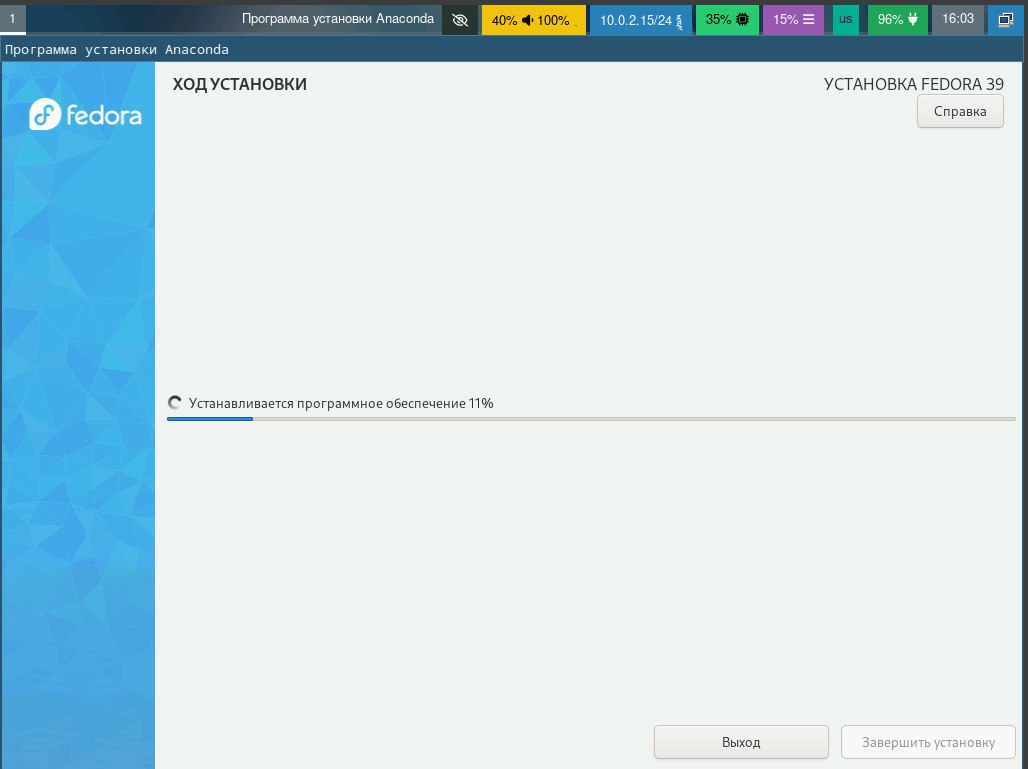 1 Программа установки Anaconda 40% 100% 10.0.2.15/24 35% 15% us 96% 16:03
Программа установки Anaconda
fedora
ХОД УСТАНОВКИ
УСТАНОВКА FEDORA 39
Справка
Устанавливается программное обеспечение 11%
Выход
Завершить установку